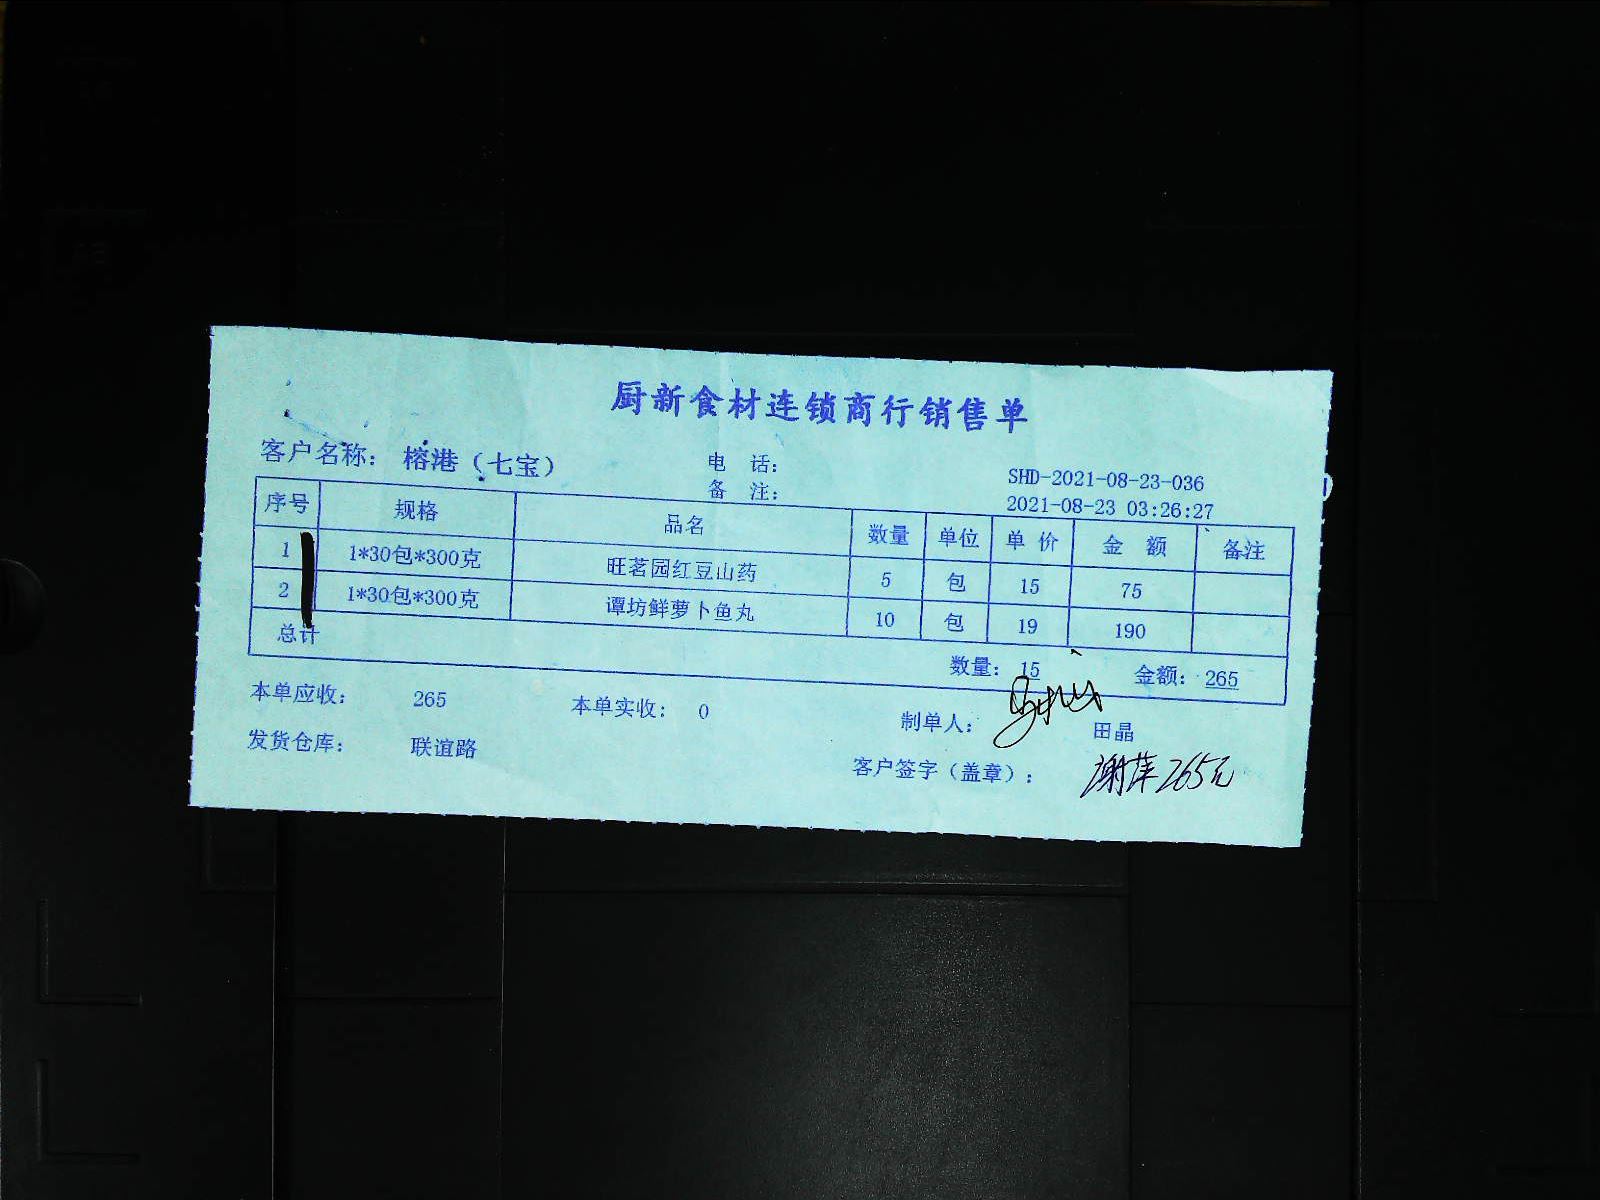 厨新食材连锁商行销售单
客户名称： 榕港（七宝） 电 话： SHD-2021-08-23-036
备 注： 2021-08-23 03:26:27
序号 规格 品名 数量 单位 单 价 金 额 备注
1 1*30包*300克 旺茗园红豆山药 5 包 15 75
2 1*30包*300克 谭坊鲜萝卜鱼丸 10 包 19 190
总计 数量： 15 金额： 265
本单应收： 265 本单实收： 0 制单人： 田晶
发货仓库： 联谊路 客户签字（盖章）： 谢萍 265元